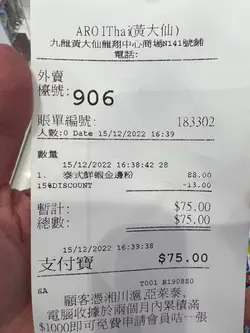 AROIThai(黃大仙)
九龍黃大仙龍翔中心商場N141號鋪
電話:
外賣
檯號: 906
賬單編號: 183302
人數:0 Date 15/12/2022 16:39
數量
15/12/2022 16:38:42 28
1. 泰式鮮蝦金邊粉 88.00
15%DISCOUNT -13.00
暫計: $75.00
總數: $75.00
15/12/2022 16:39:38
支付寶 $75.00
T001 R190880
SA
顧客憑湘川滬,亞萊泰,
電腦收據於兩個月內累積滿
$1000即可免費申請會員咭一張